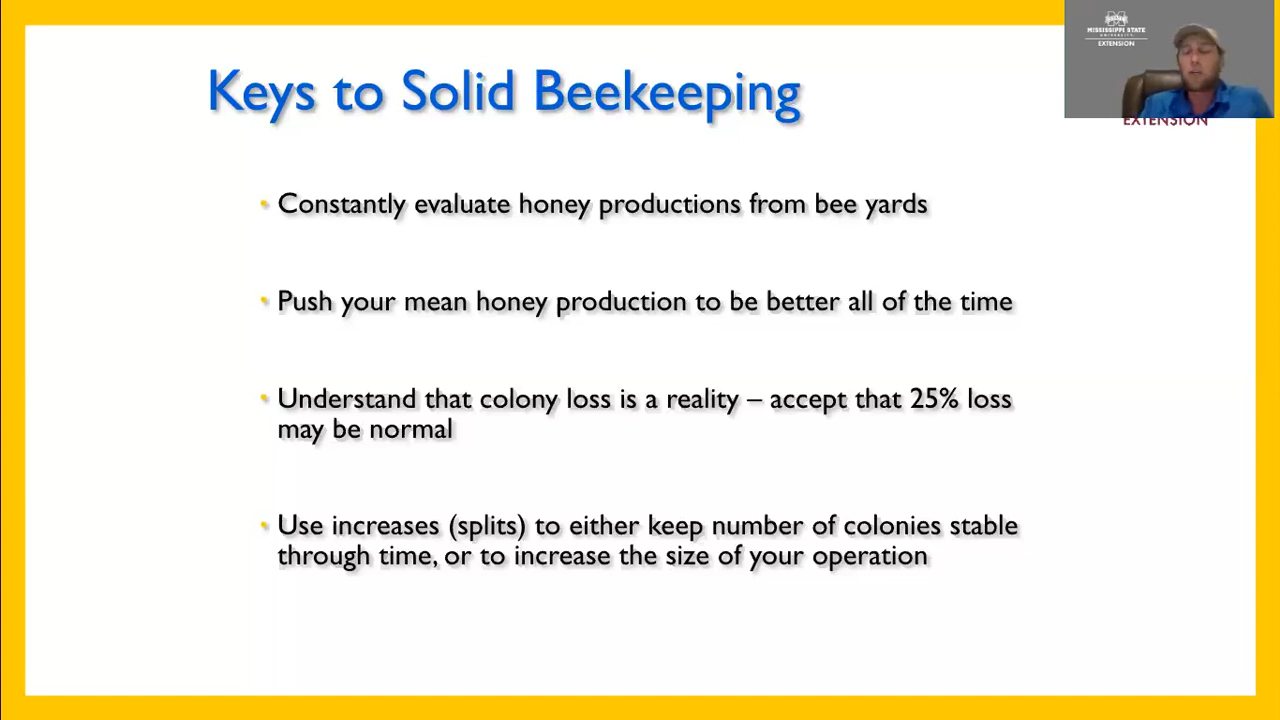 Keys to Solid Beekeeping
MISSISSIPPI STATE
UNIVERSITY
EXTENSION
EXTENSION
• Constantly evaluate honey productions from bee yards
• Push your mean honey production to be better all of the time
• Understand that colony loss is a reality – accept that 25% loss
may be normal
• Use increases (splits) to either keep number of colonies stable
through time, or to increase the size of your operation